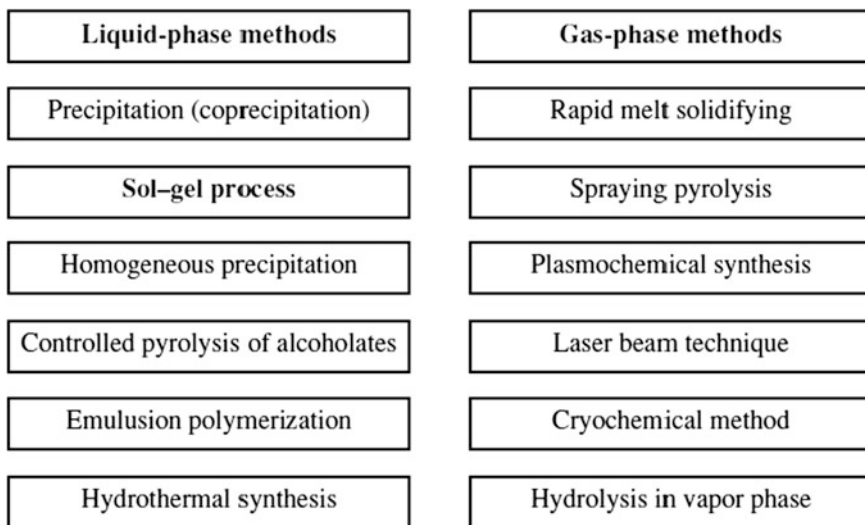 Liquid-phase methods
Gas-phase methods
Precipitation (coprecipitation)
Rapid melt solidifying
Sol–gel process
Spraying pyrolysis
Homogeneous precipitation
Plasmochemical synthesis
Controlled pyrolysis of alcoholates
Laser beam technique
Emulusion polymerization
Cryochemical method
Hydrothermal synthesis
Hydrolysis in vapor phase